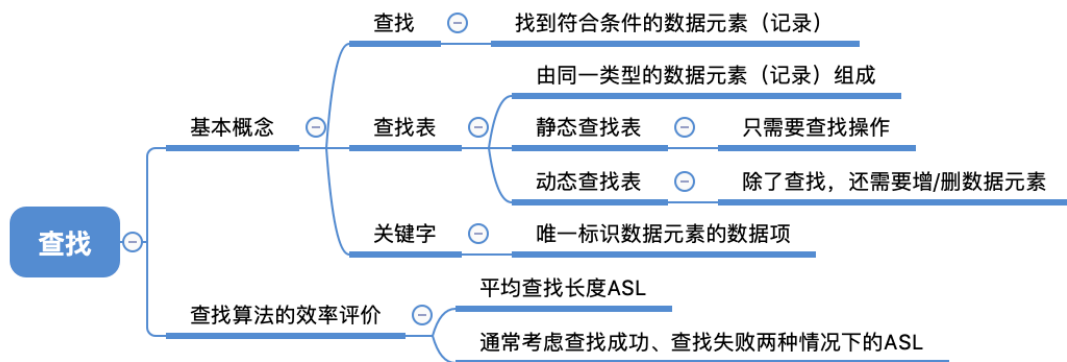 查找
基本概念
查找
找到符合条件的数据元素（记录）
查找表
由同一类型的数据元素（记录）组成
静态查找表
只需要查找操作
动态查找表
除了查找，还需要增/删数据元素
关键字
唯一标识数据元素的数据项
查找算法的效率评价
平均查找长度ASL
通常考虑查找成功、查找失败两种情况下的ASL